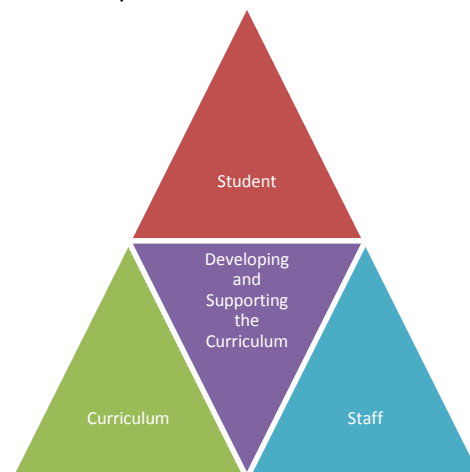 Student
Developing
and
Supporting
the
Curriculum
Curriculum
Staff